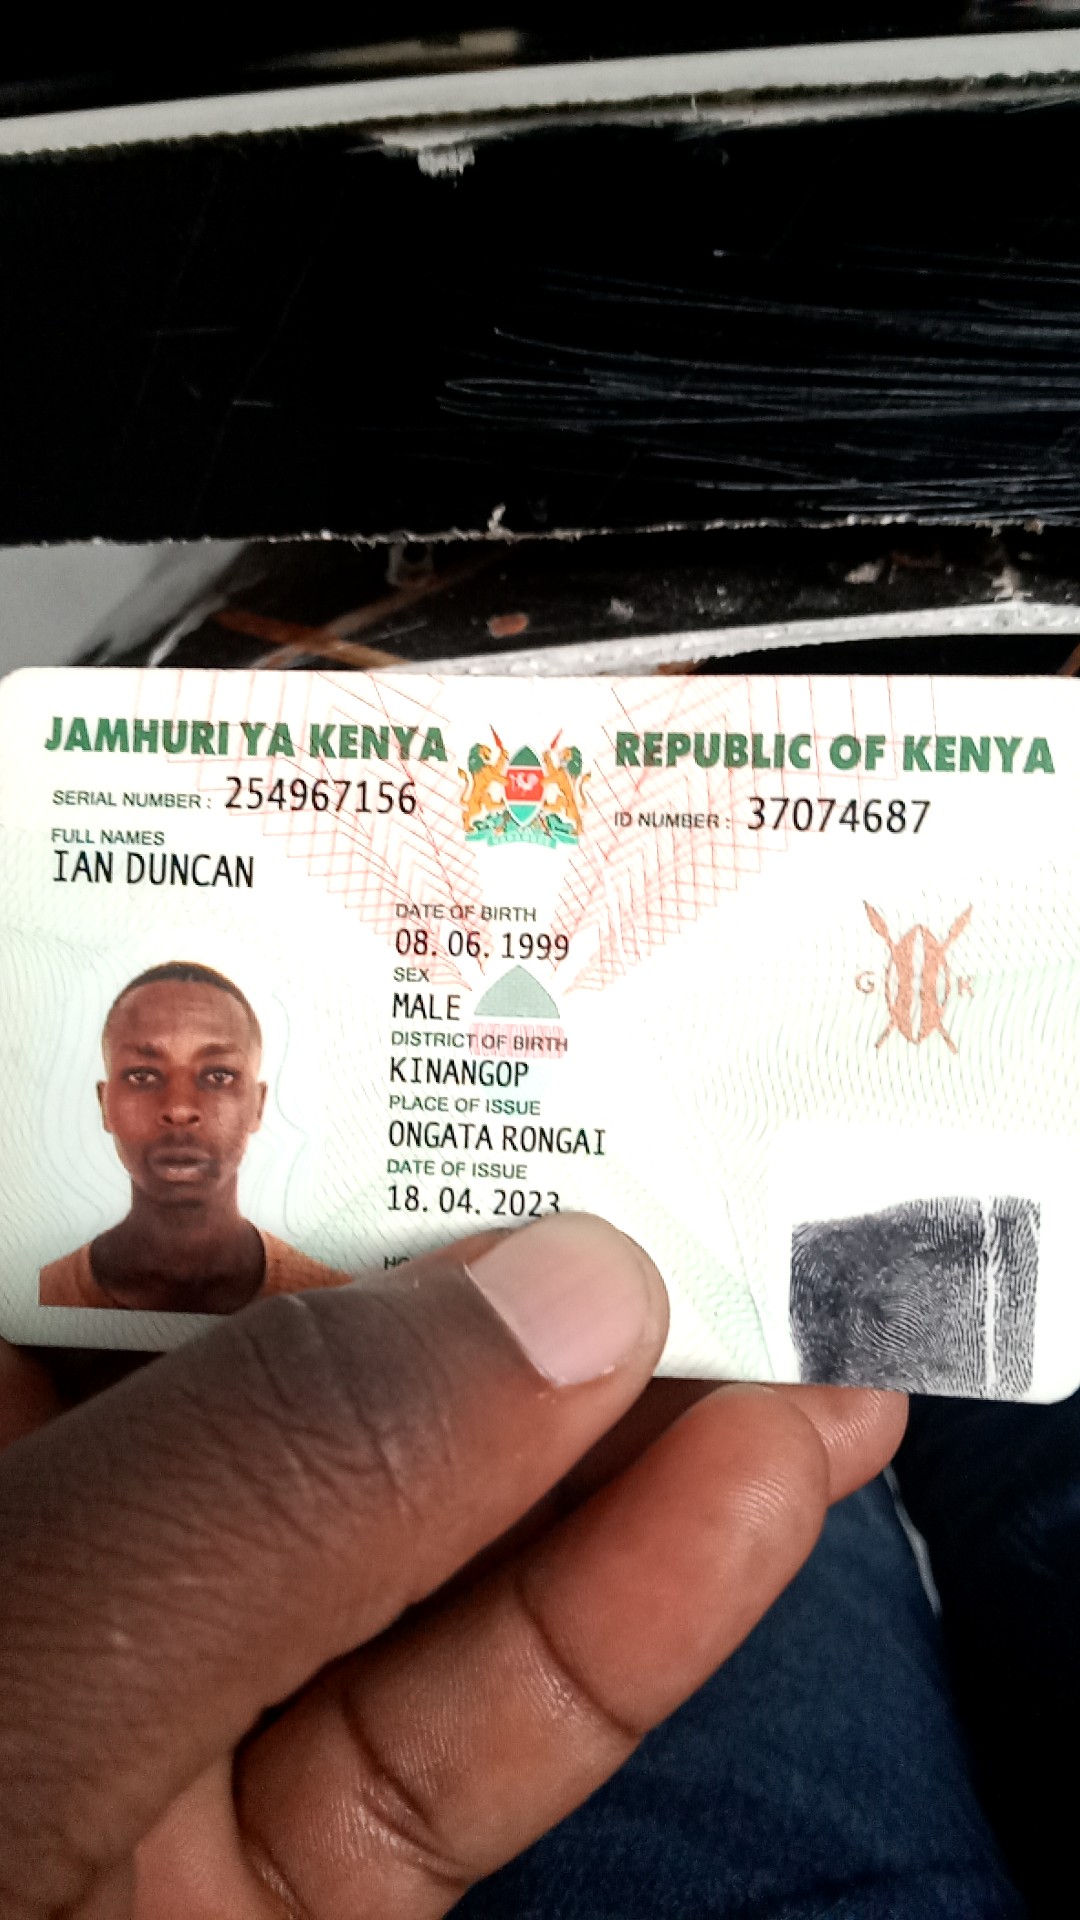 JAMHURI YA KENYA
REPUBLIC OF KENYA
SERIAL NUMBER: 254967156
ID NUMBER: 37074687
FULL NAMES
IAN DUNCAN
DATE OF BIRTH
08. 06. 1999
SEX
MALE
DISTRICT OF BIRTH
KINANGOP
PLACE OF ISSUE
ONGATA RONGAI
DATE OF ISSUE
18. 04. 2023
G K